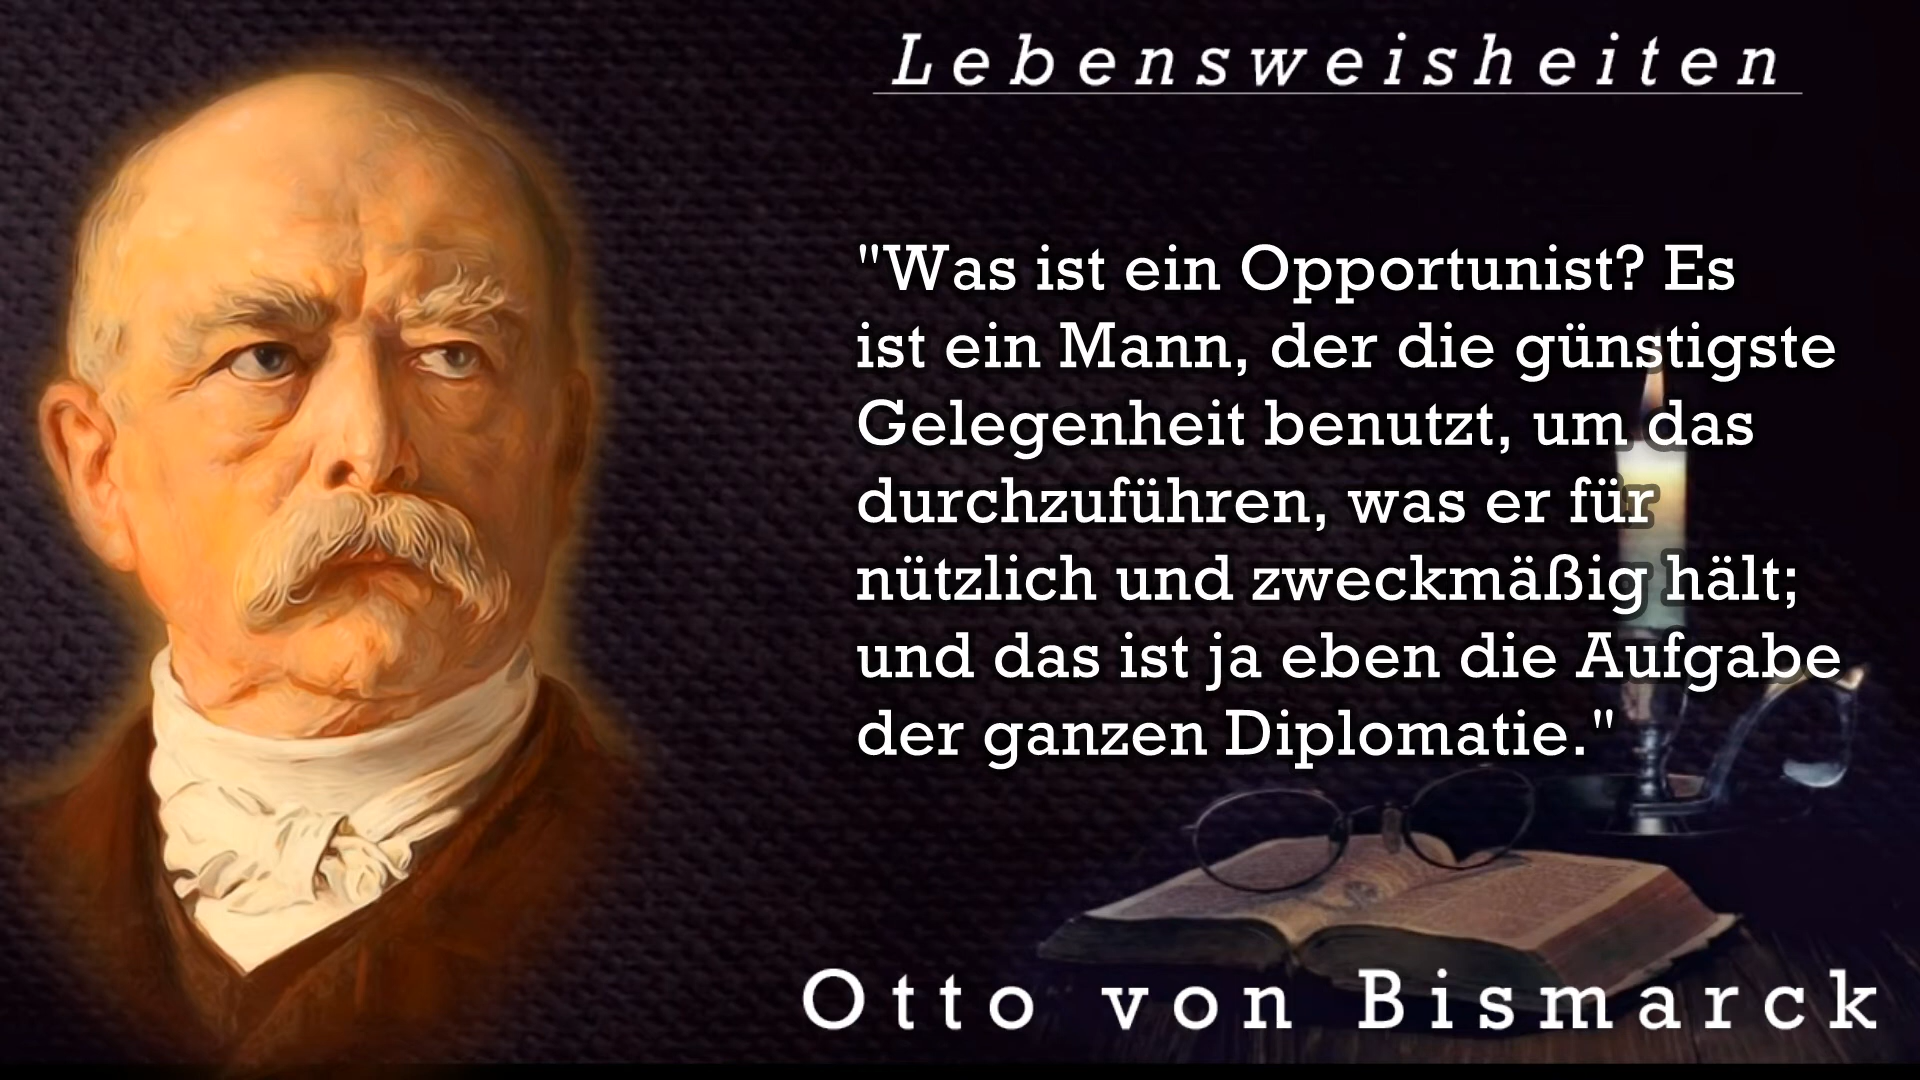 Lebensweisheiten
"Was ist ein Opportunist? Es
ist ein Mann, der die günstigste
Gelegenheit benutzt, um das
durchzuführen, was er für
nützlich und zweckmäßig hält;
und das ist ja eben die Aufgabe
der ganzen Diplomatie."
Otto von Bismarck